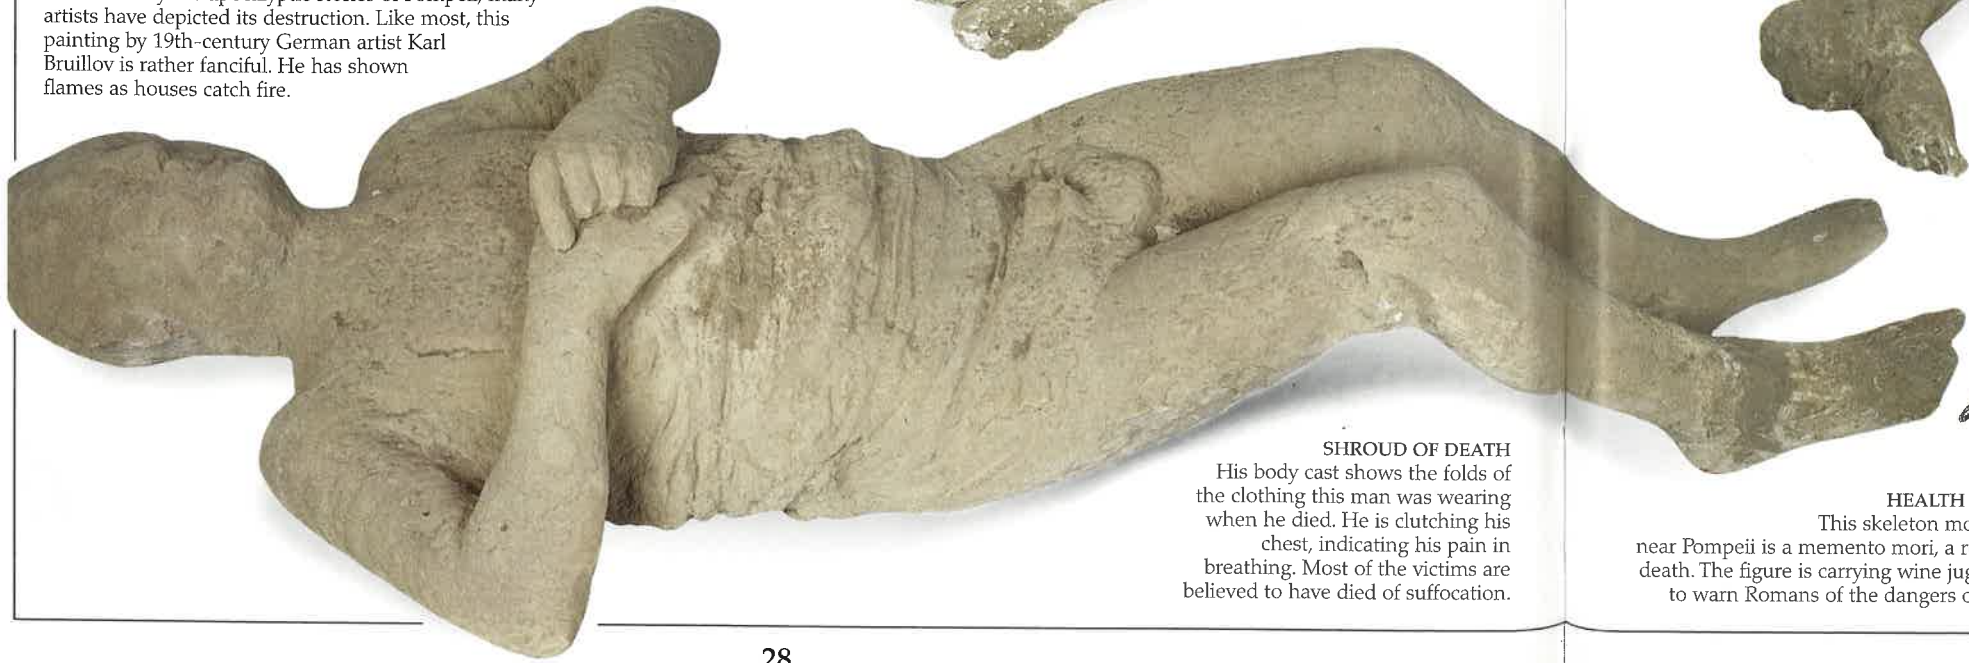 artists have depicted its destruction. Like most, this
painting by 19th-century German artist Karl
Bruillov is rather fanciful. He has shown
flames as houses catch fire.
SHROUD OF DEATH
His body cast shows the folds of
the clothing this man was wearing
when he died. He is clutching his
chest, indicating his pain in
breathing. Most of the victims are
believed to have died of suffocation.
HEALTH
This skeleton mo
near Pompeii is a memento mori, a r
death. The figure is carrying wine jug
to warn Romans of the dangers o
28